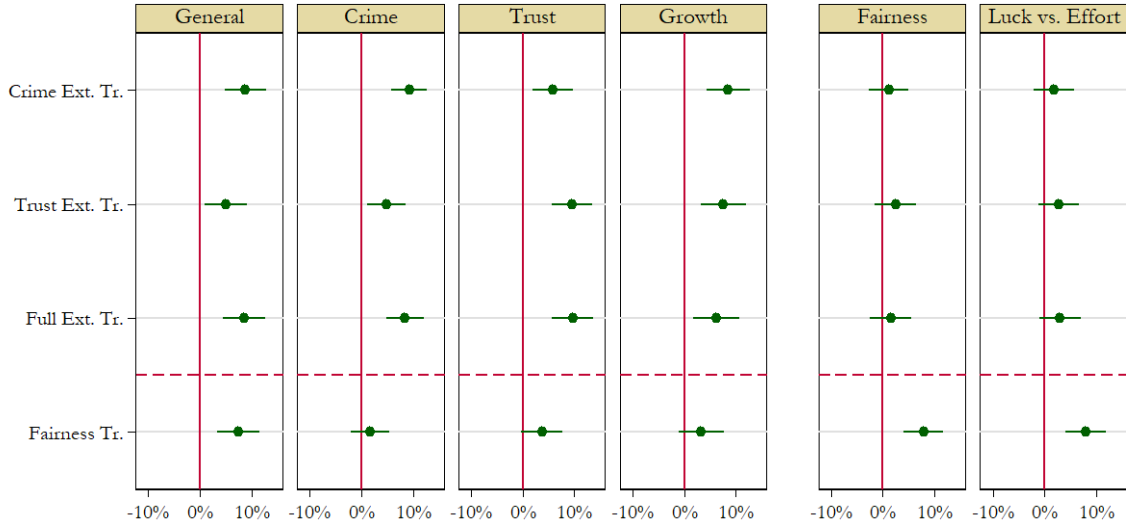 General Crime Trust Growth Fairness Luck vs. Effort
Crime Ext. Tr.
Trust Ext. Tr.
Full Ext. Tr.
Fairness Tr.
-10% 0% 10% -10% 0% 10% -10% 0% 10% -10% 0% 10% -10% 0% 10% -10% 0% 10%